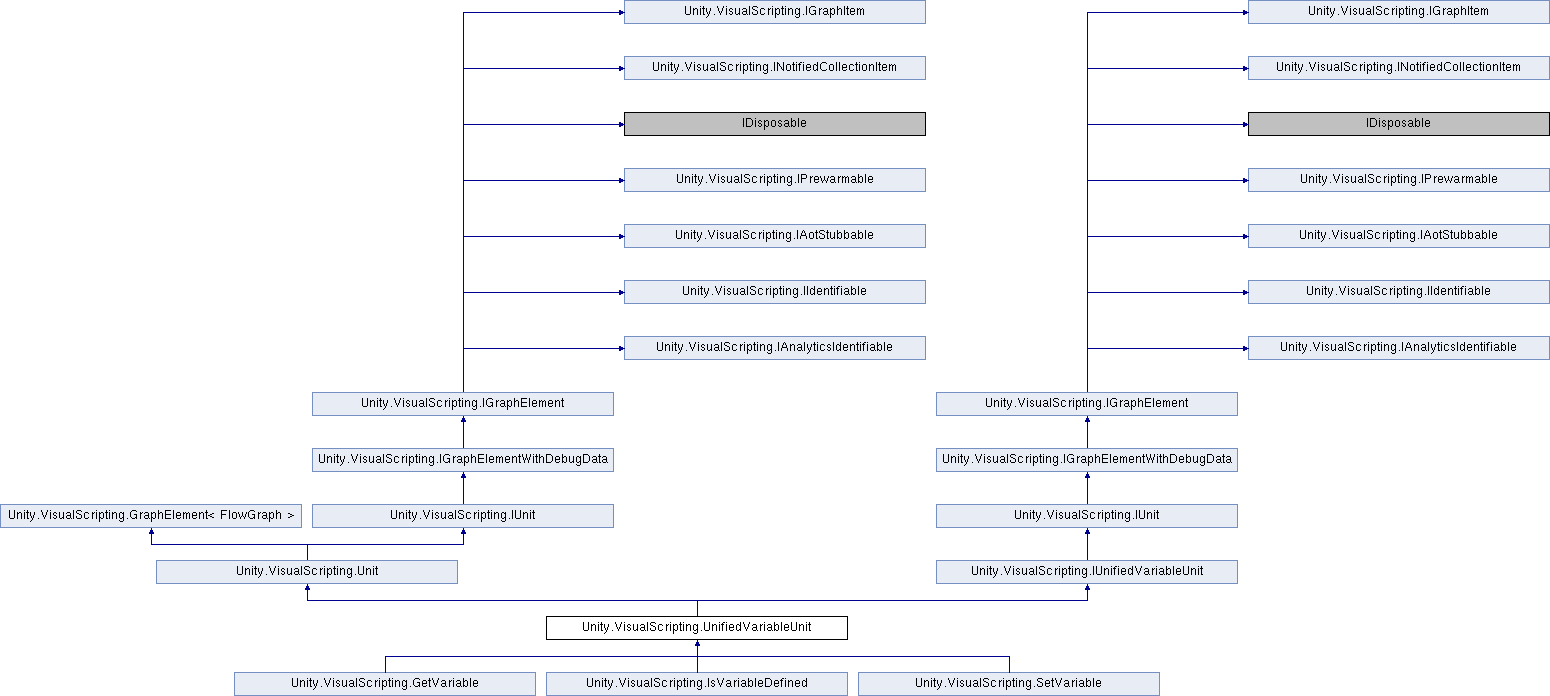 Unity.VisualScripting.IGraphItem
Unity.VisualScripting.IGraphItem
Unity.VisualScripting.INotifiedCollectionItem
Unity.VisualScripting.INotifiedCollectionItem
IDisposable
IDisposable
Unity.VisualScripting.IPrewarmable
Unity.VisualScripting.IPrewarmable
Unity.VisualScripting.IAotStubbable
Unity.VisualScripting.IAotStubbable
Unity.VisualScripting.IIdentifiable
Unity.VisualScripting.IIdentifiable
Unity.VisualScripting.IAnalyticsIdentifiable
Unity.VisualScripting.IAnalyticsIdentifiable
Unity.VisualScripting.IGraphElement
Unity.VisualScripting.IGraphElement
Unity.VisualScripting.IGraphElementWithDebugData
Unity.VisualScripting.IGraphElementWithDebugData
Unity.VisualScripting.GraphElement< FlowGraph >
Unity.VisualScripting.IUnit
Unity.VisualScripting.IUnit
Unity.VisualScripting.Unit
Unity.VisualScripting.IUnifiedVariableUnit
Unity.VisualScripting.UnifiedVariableUnit
Unity.VisualScripting.GetVariable
Unity.VisualScripting.IsVariableDefined
Unity.VisualScripting.SetVariable